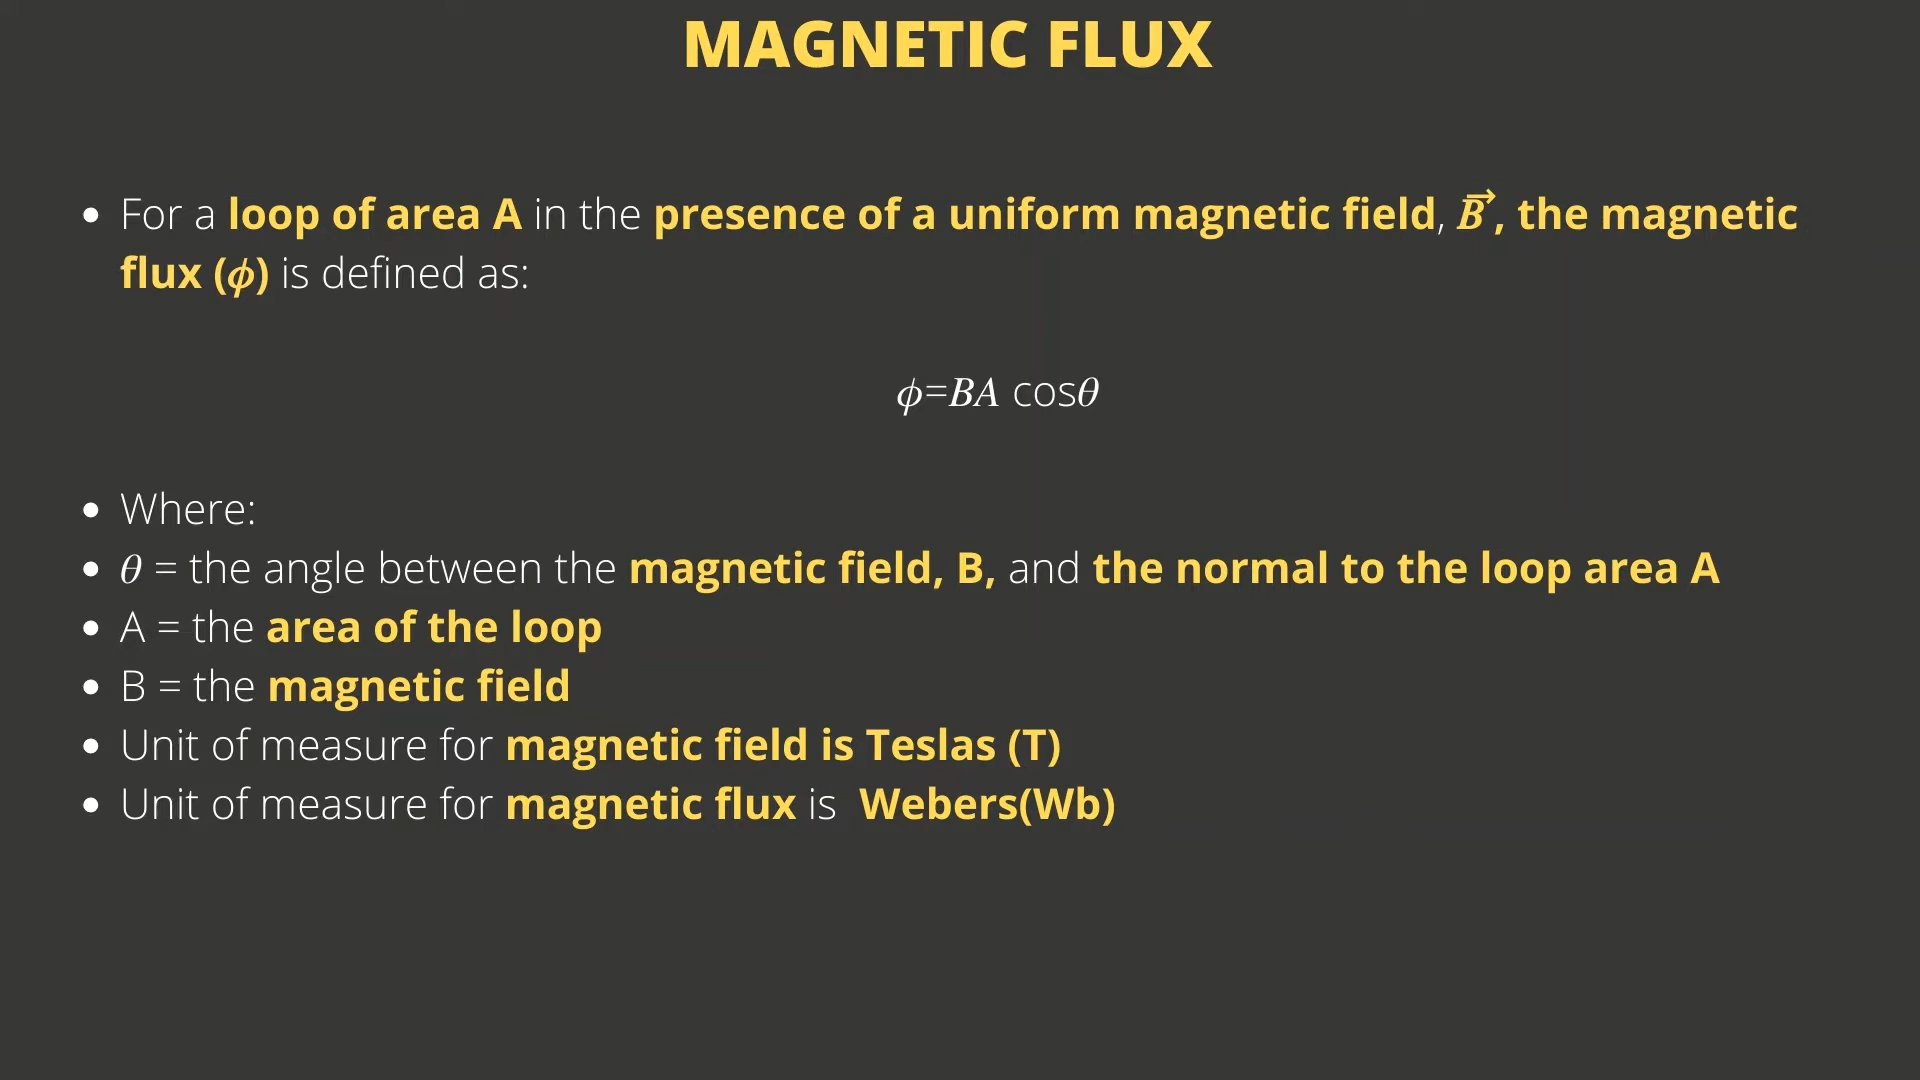 MAGNETIC FLUX
• For a loop of area A in the presence of a uniform magnetic field, B⃗, the magnetic
flux (ϕ) is defined as:
ϕ=BA cosθ
• Where:
• θ = the angle between the magnetic field, B, and the normal to the loop area A
• A = the area of the loop
• B = the magnetic field
• Unit of measure for magnetic field is Teslas (T)
• Unit of measure for magnetic flux is  Webers(Wb)